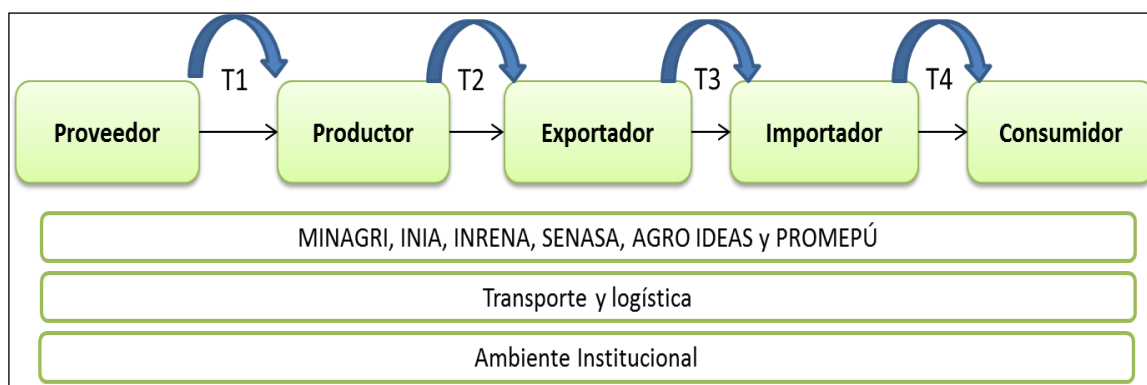 T1
T2
T3
T4
Proveedor
Productor
Exportador
Importador
Consumidor
MINAGRI, INIA, INRENA, SENASA, AGRO IDEAS y PROMEPÚ
Transporte y logística
Ambiente Institucional